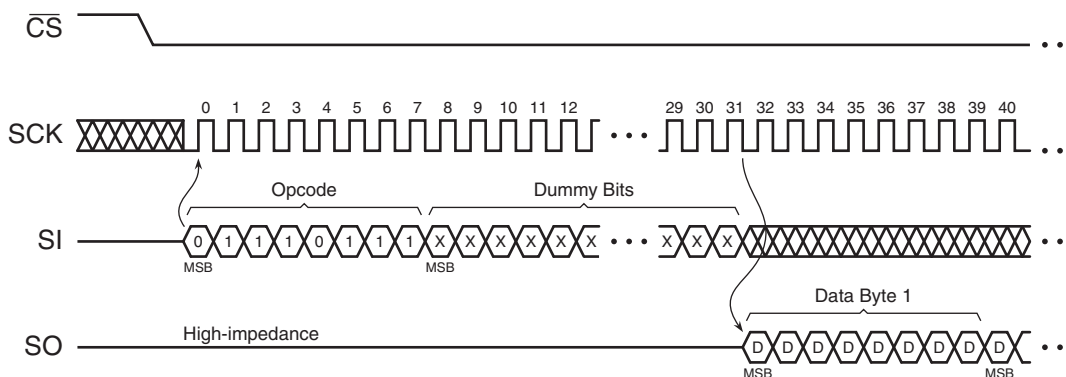 CS
SCK 0 1 2 3 4 5 6 7 8 9 10 11 12 29 30 31 32 33 34 35 36 37 38 39 40
Opcode Dummy Bits
SI 0 1 1 1 0 1 1 1 X X X X X X X X X
MSB MSB
Data Byte 1
SO High-impedance D D D D D D D D D
MSB MSB